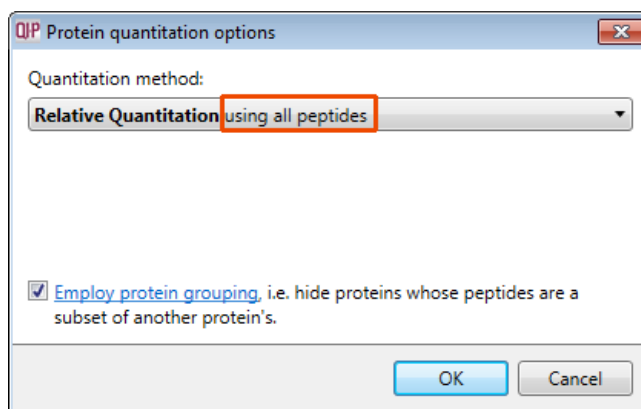 QIP Protein quantitation options
Quantitation method:
Relative Quantitation using all peptides
Employ protein grouping, i.e. hide proteins whose peptides are a
subset of another protein's.
OK Cancel